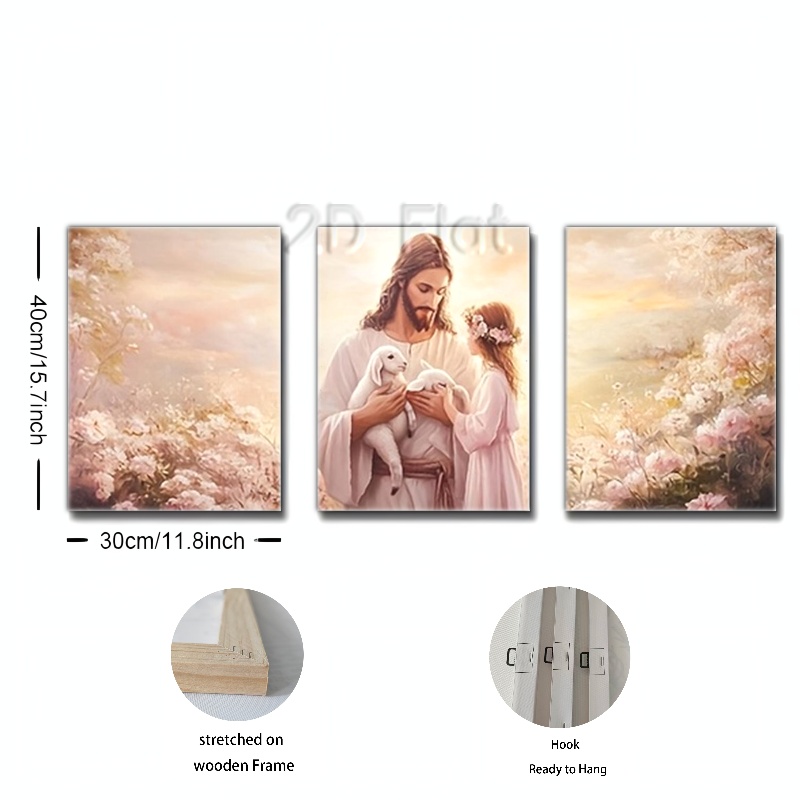 2D Flat
40cm/15.7inch
30cm/11.8inch
stretched on
wooden Frame
Hook
Ready to Hang